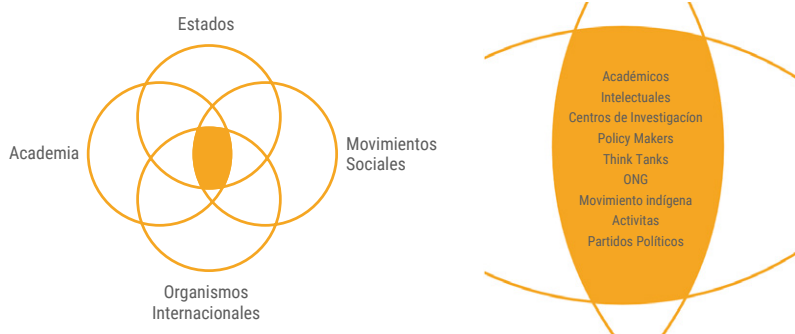 Estados
Academia
Movimientos
Sociales
Organismos
Internacionales
Académicos
Intelectuales
Centros de Investigacíon
Policy Makers
Think Tanks
ONG
Movimiento indígena
Activitas
Partidos Políticos